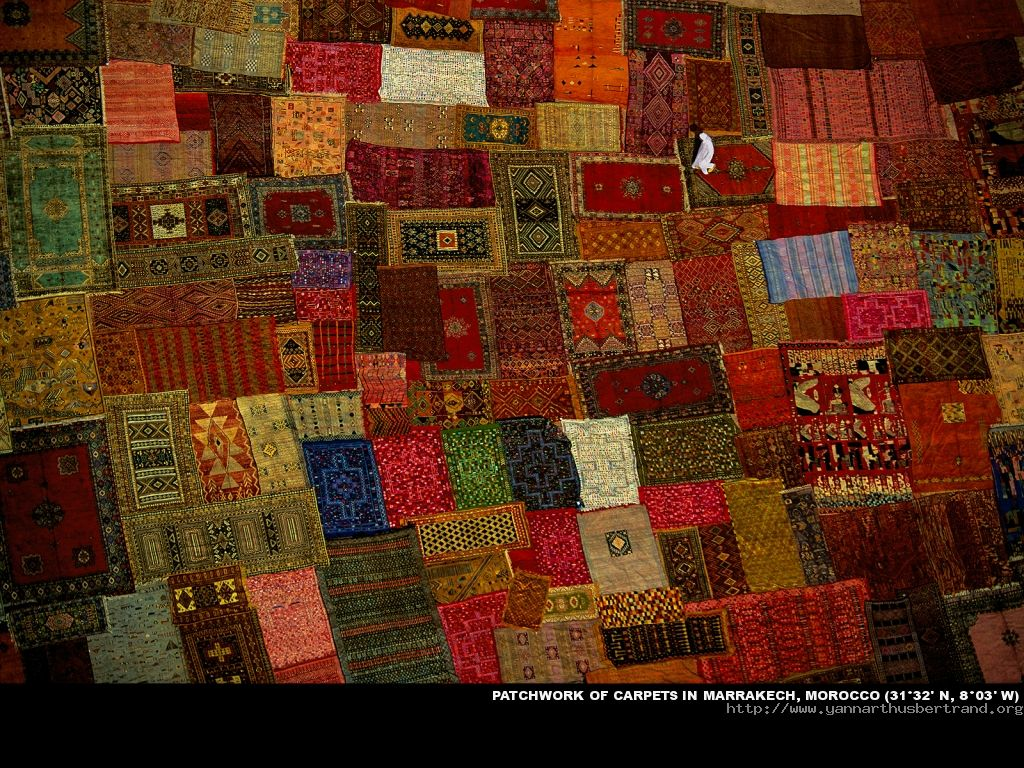 PATCHWORK OF CARPETS IN MARRAKECH, MOROCCO (31°32' N, 8°03' W)
http://www.yannarthusbertrand.org